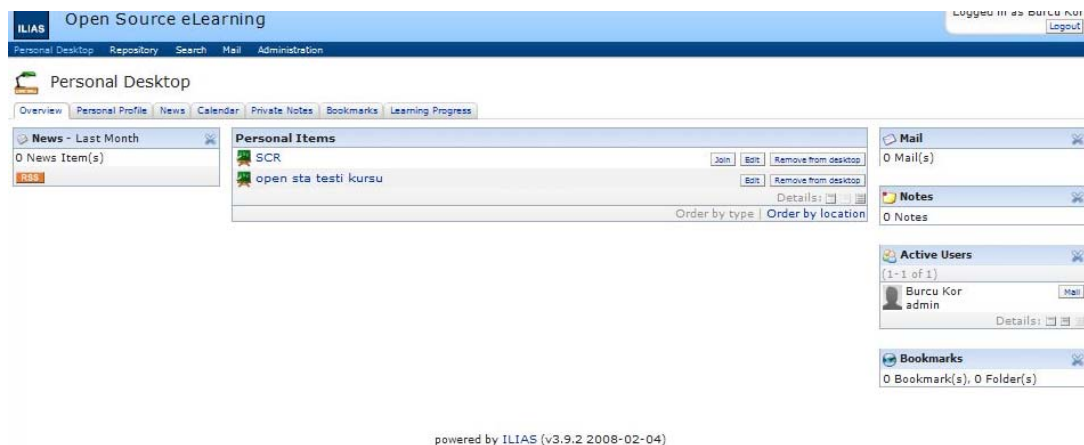 ILIAS Open Source eLearning
Logged in as Burcu Kor
Logout
Personal Desktop Repository Search Mail Administration
Personal Desktop
Overview Personal Profile News Calendar Private Notes Bookmarks Learning Progress
News - Last Month
0 News Item(s)
RSS
Personal Items
SCR Join Edit Remove from desktop
open sta testi kursu Edit Remove from desktop
Details:
Order by type | Order by location
Mail
0 Mail(s)
Notes
0 Notes
Active Users
(1-1 of 1)
Burcu Kor Mail
admin
Details:
Bookmarks
0 Bookmark(s), 0 Folder(s)
powered by ILIAS (v3.9.2 2008-02-04)